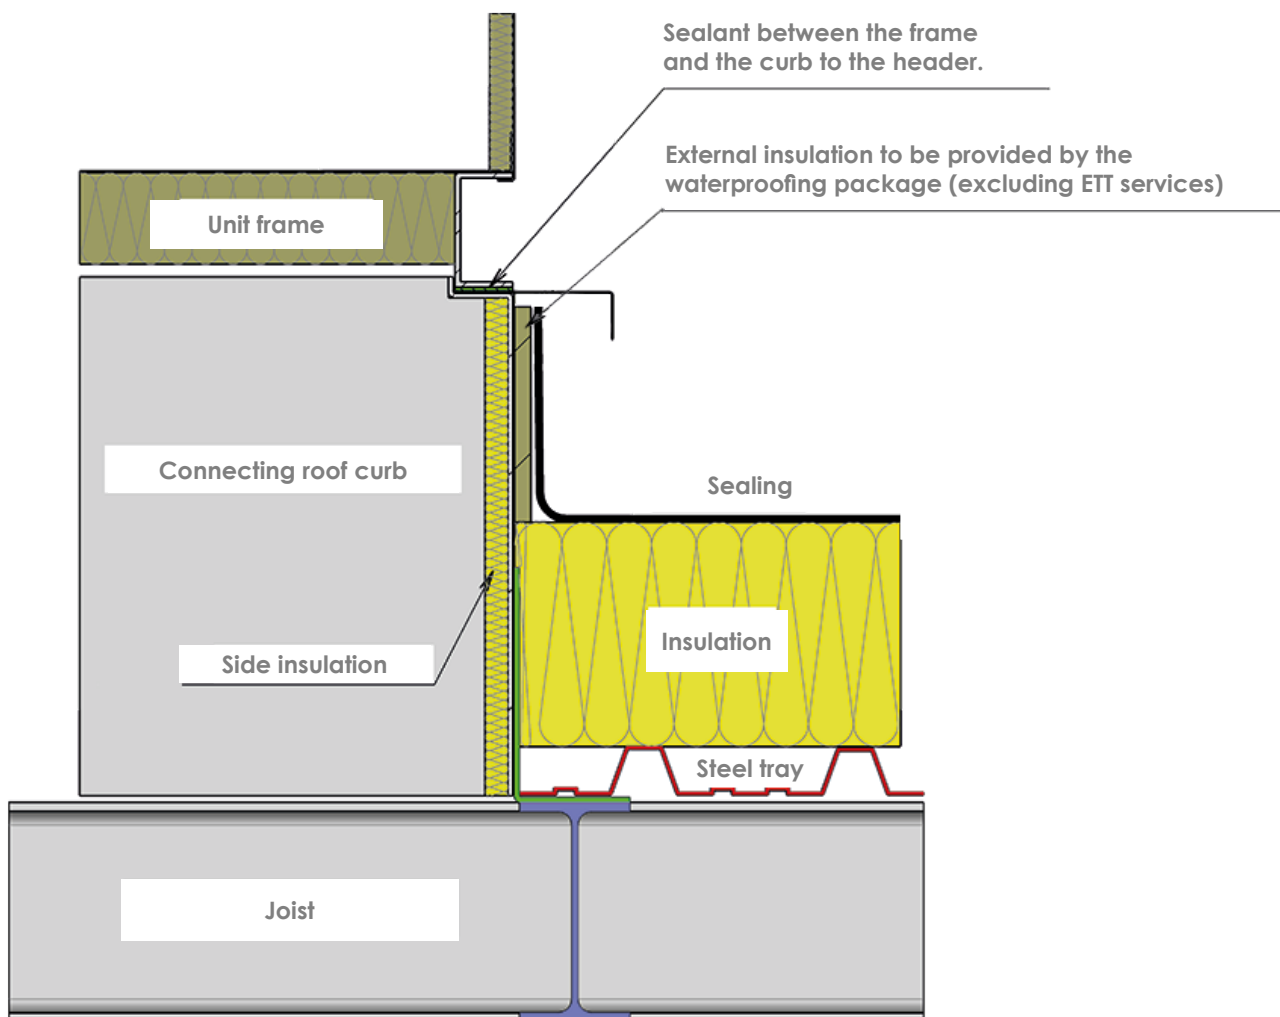 Sealant between the frame
and the curb to the header.
External insulation to be provided by the
waterproofing package (excluding ETT services)
Unit frame
Connecting roof curb
Sealing
Side insulation
Insulation
Steel tray
Joist